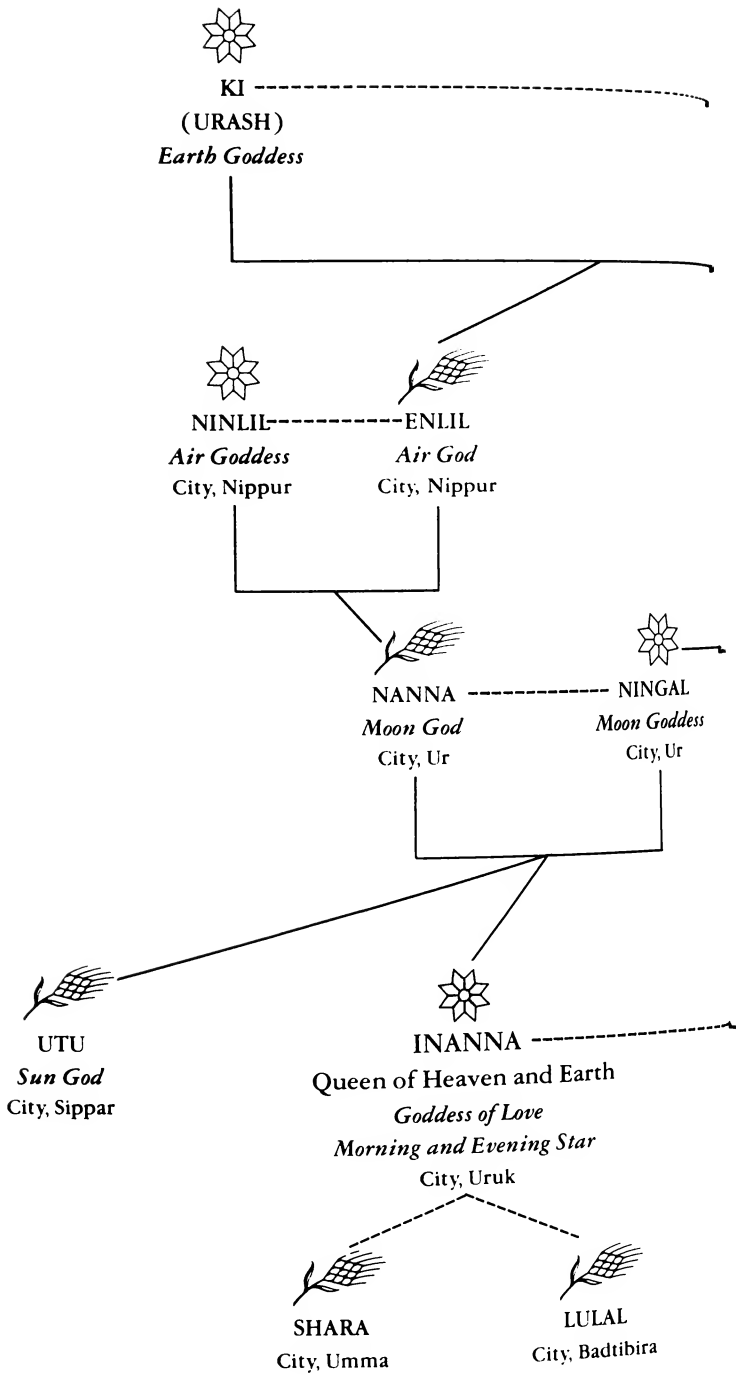 KI
(URASH)
Earth Goddess
NINLIL
Air Goddess
City, Nippur
ENLIL
Air God
City, Nippur
NANNA
Moon God
City, Ur
NINGAL
Moon Goddess
City, Ur
UTU
Sun God
City, Sippar
INANNA
Queen of Heaven and Earth
Goddess of Love
Morning and Evening Star
City, Uruk
SHARA
City, Umma
LULAL
City, Badtibira